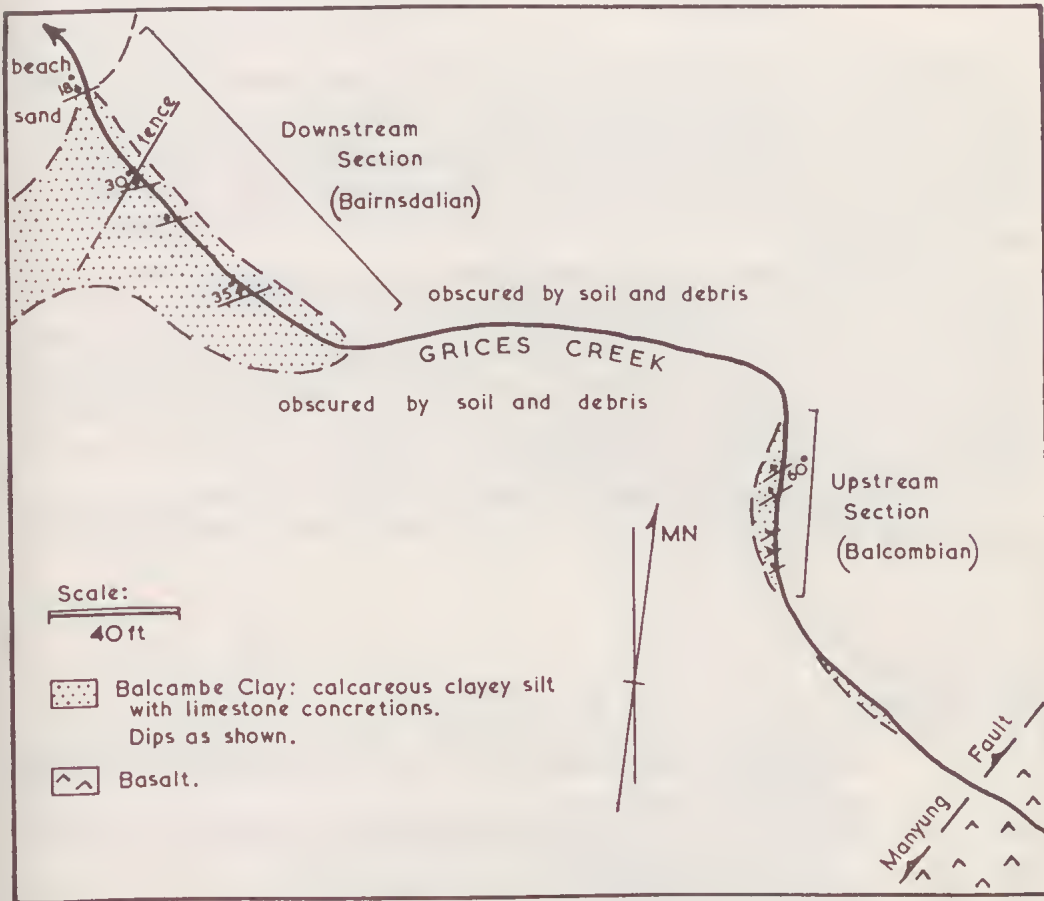 beach
18°
sand
fence
30°
35°
Downstream
Section
(Bairnsdalian)
obscured by soil and debris
GRICES CREEK
obscured by soil and debris
60°
Upstream
Section
(Balcombian)
MN
Scale:
40 ft
Balcambe Clay: calcareous clayey silt
with limestone concretions.
Dips as shown.
Basalt.
Manyung Fault